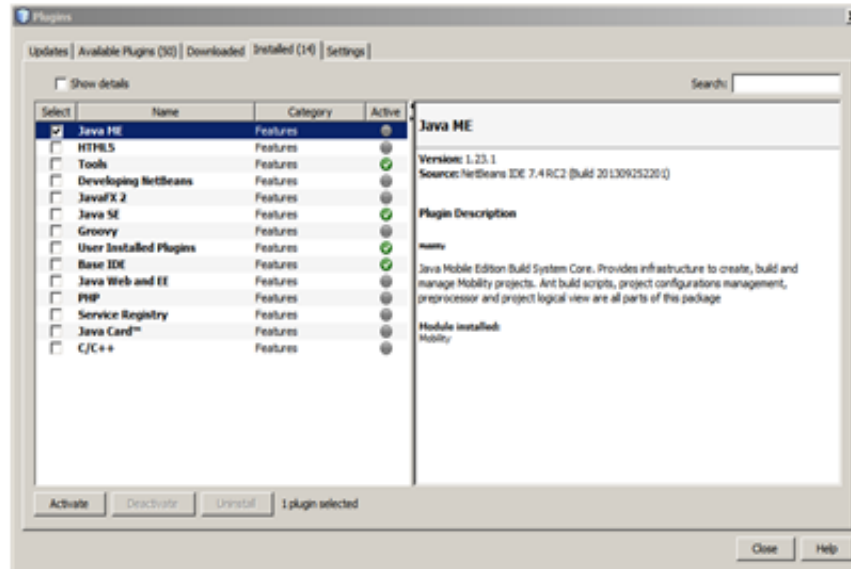 Plugins
Updates Available Plugins (50) Downloaded Installed (14) Settings
Show details Search:
Select Name Category Active
Java ME Features
HTML5 Features
Tools Features
Developing NetBeans Features
JavaFX 2 Features
Java SE Features
Groovy Features
User Installed Plugins Features
Base IDE Features
Java Web and EE Features
PHP Features
Service Registry Features
Java Card™ Features
C/C++ Features
Java ME
Version: 1.23.1
Source: NetBeans IDE 7.4 RC2 (Build 201309252201)
Plugin Description
Mobility
Java Mobile Edition Build System Core. Provides infrastructure to create, build and
manage Mobility projects. Ant build scripts, project configurations management,
preprocessor and project logical view are all parts of this package
Module installed:
Mobility
Activate Deactivate Uninstall 1 plugin selected
Close Help